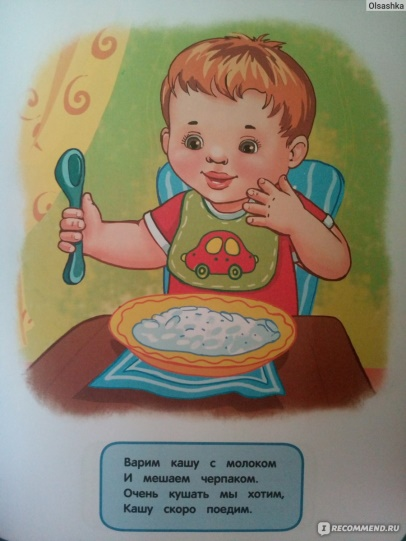 Olsashka
Варим кашу с молоком
И мешаем черпаком.
Очень кушать мы хотим,
Кашу скоро поедим.
I RECOMMEND.RU